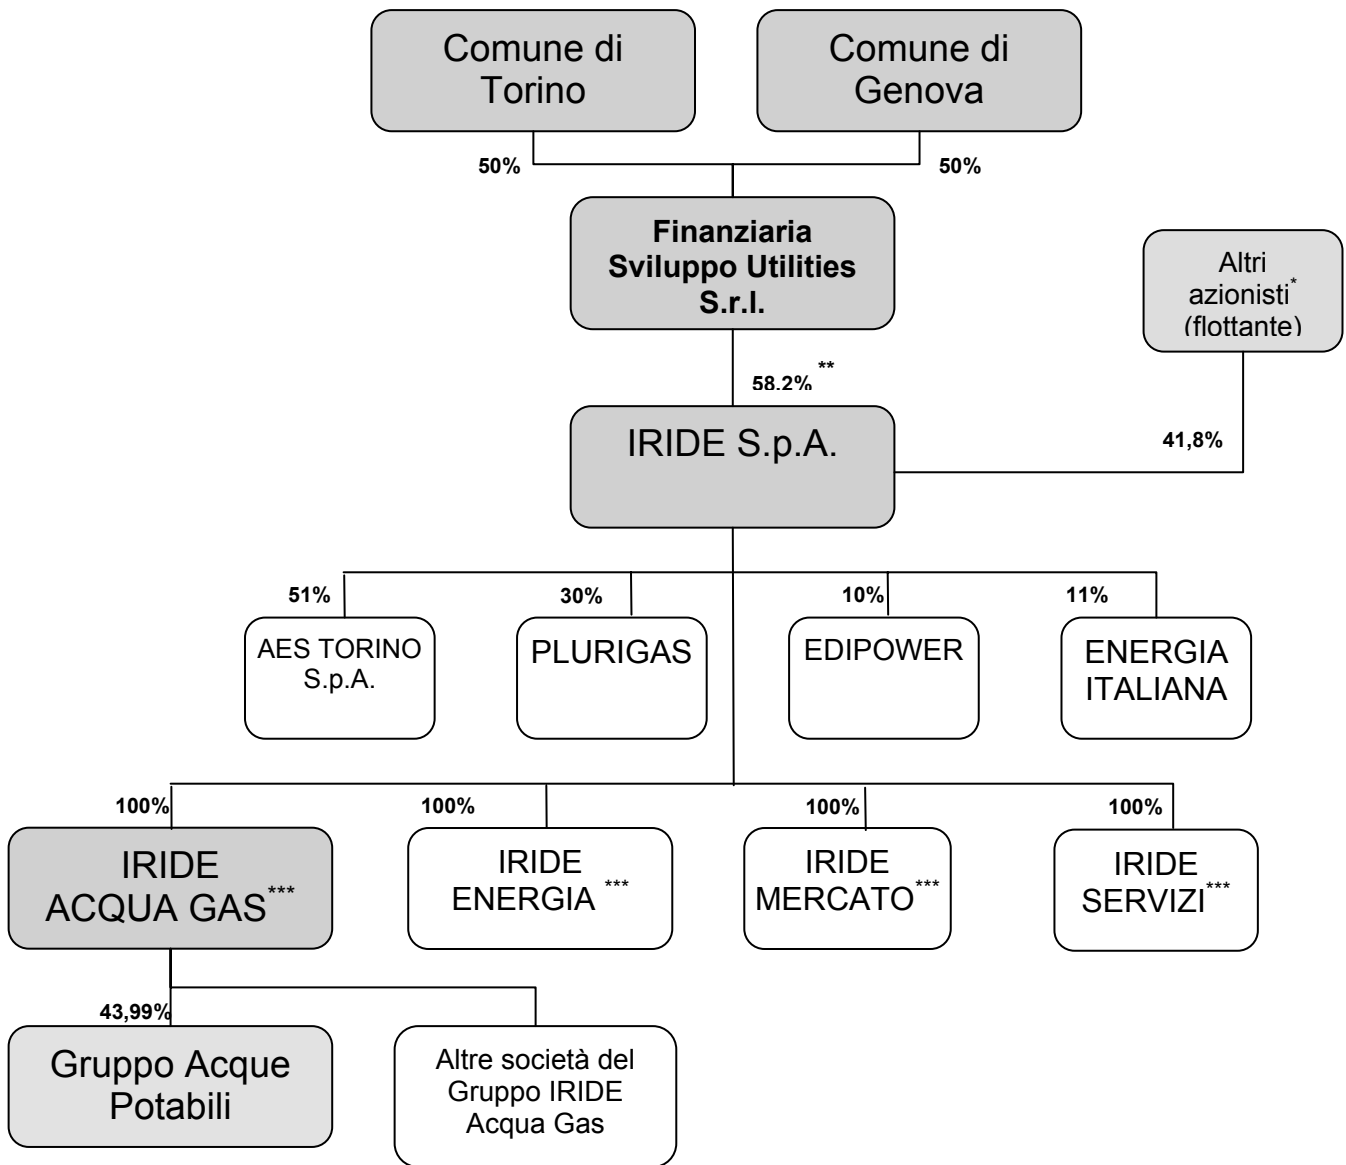 Comune di
Torino
Comune di
Genova
50%
50%
Finanziaria
Sviluppo Utilities
S.r.l.
Altri
azionisti*
(flottante)
58.2% **
IRIDE S.p.A.
41,8%
51%
30%
10%
11%
AES TORINO
S.p.A.
PLURIGAS
EDIPOWER
ENERGIA
ITALIANA
100%
100%
100%
100%
IRIDE
ACQUA GAS***
IRIDE
ENERGIA ***
IRIDE
MERCATO***
IRIDE
SERVIZI***
43,99%
Gruppo Acque
Potabili
Altre società del
Gruppo IRIDE
Acqua Gas